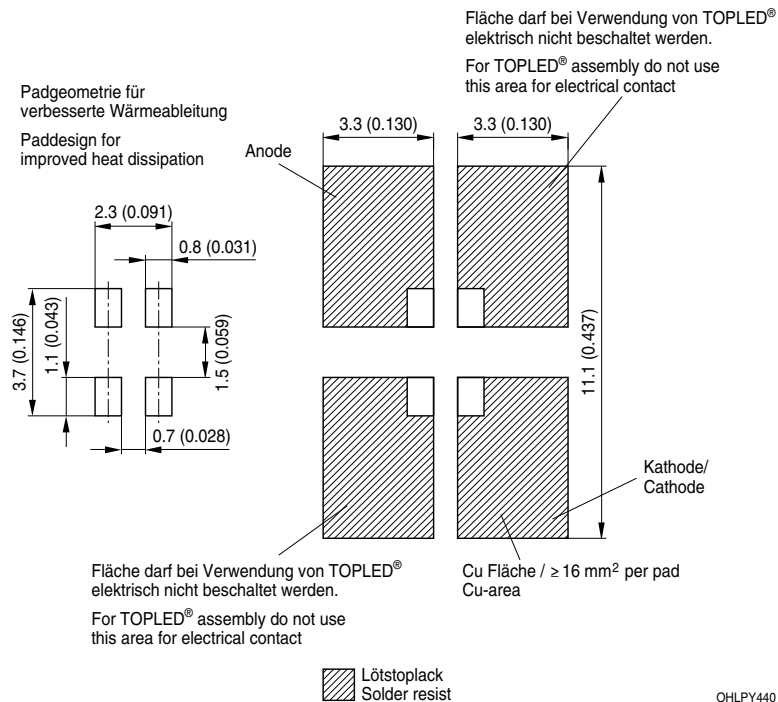 Fläche darf bei Verwendung von TOPLED®
elektrisch nicht beschaltet werden.
For TOPLED® assembly do not use
this area for electrical contact
Padgeometrie für
verbesserte Wärmeableitung
Paddesign for
improved heat dissipation
Anode
3.3 (0.130)
3.3 (0.130)
2.3 (0.091)
0.8 (0.031)
3.7 (0.146)
1.1 (0.043)
1.5 (0.059)
0.7 (0.028)
11.1 (0.437)
Kathode/
Cathode
Fläche darf bei Verwendung von TOPLED®
elektrisch nicht beschaltet werden.
For TOPLED® assembly do not use
this area for electrical contact
Cu Fläche / ≥ 16 mm² per pad
Cu-area
Lötstoplack
Solder resist
OHLPY440